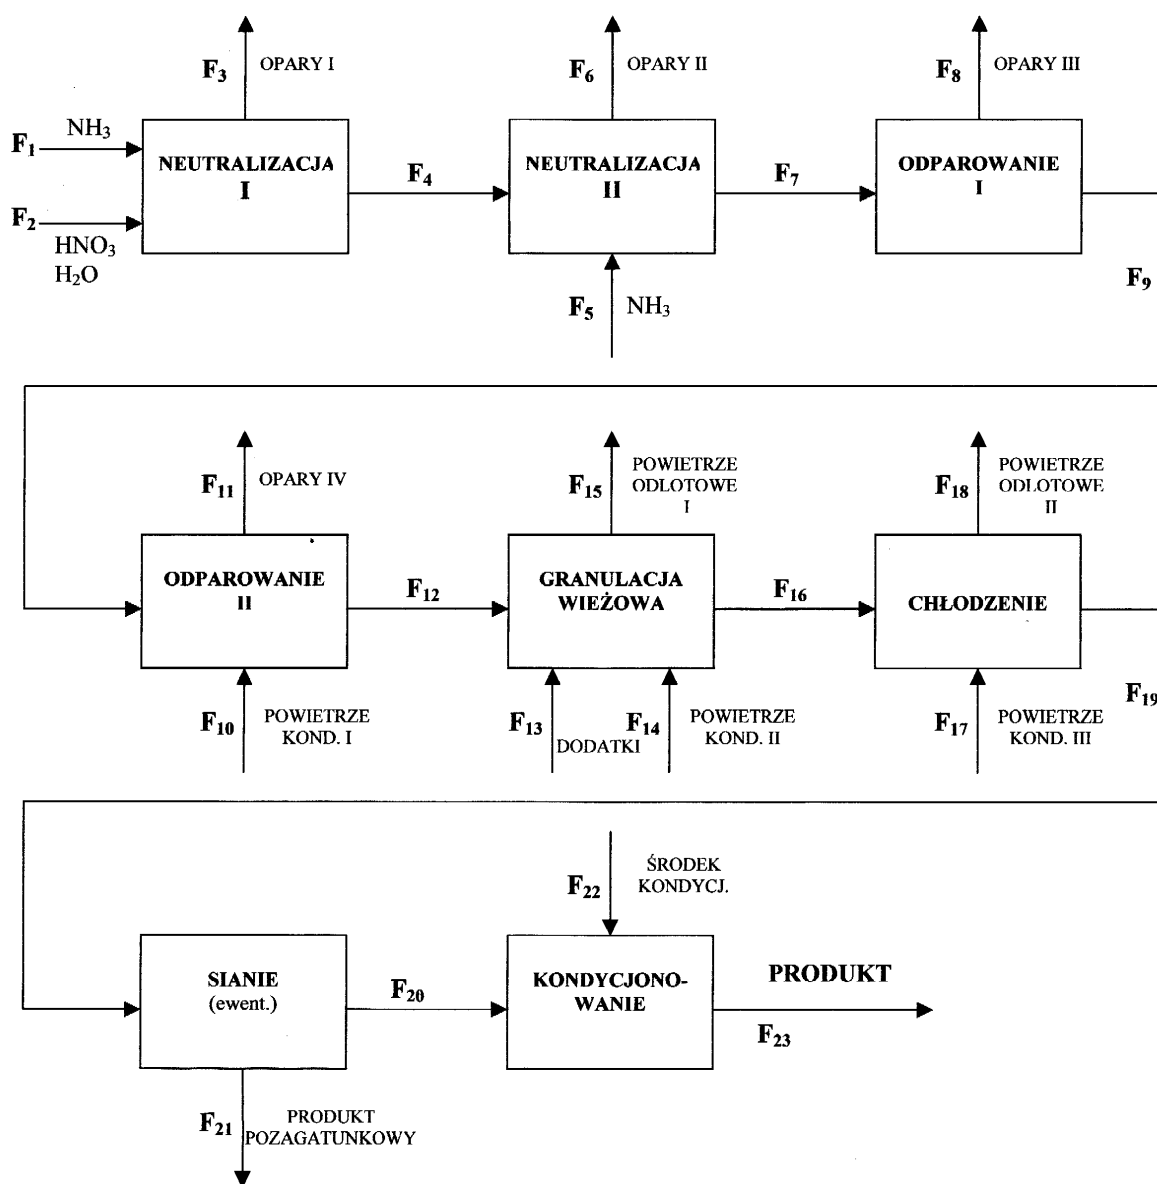 F3 OPARY I
F6 OPARY II
F8 OPARY III
F1 NH3
NEUTRALIZACJA
I
F4
NEUTRALIZACJA
II
F7
ODPAROWANIE
I
F2
HNO3
H2O
F5 NH3
F9
F11 OPARY IV
F15 POWIETRZE
ODLOTOWE
I
F18 POWIETRZE
ODLOTOWE
II
ODPAROWANIE
II
F12
GRANULACJA
WIEŻOWA
F16
CHŁODZENIE
F10 POWIETRZE
KOND. I
F13
DODATKI
F14 POWIETRZE
KOND. II
F17 POWIETRZE
KOND. III
F19
F22 ŚRODEK
KONDYCJ.
SIANIE
(ewent.)
F20
KONDYCJONO-
WANIE
PRODUKT
F23
F21 PRODUKT
POZAGATUNKOWY